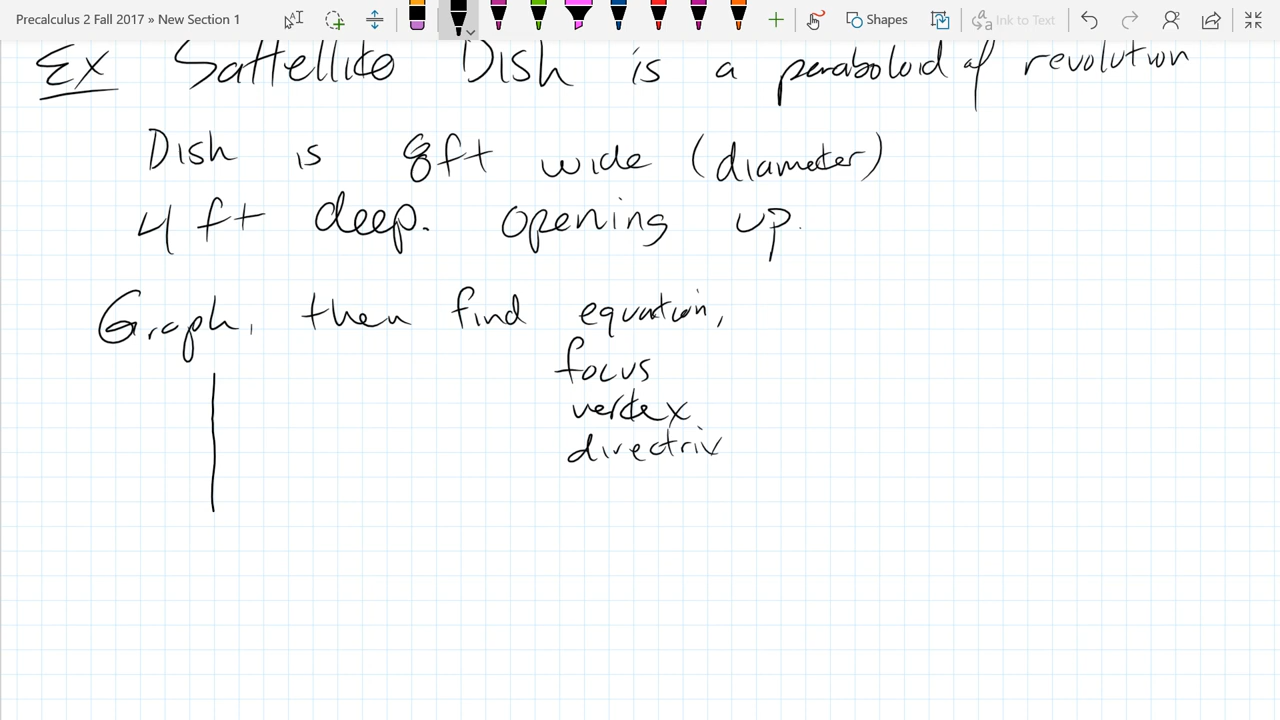 Precalculus 2 Fall 2017 » New Section 1
Shapes
Ink to Text
Ex Sattellite Dish is a paraboloid of revolution
Dish is 8ft wide (diameter)
4 ft deep. opening up.
Graph, then find equation,
focus
vertex
directrix